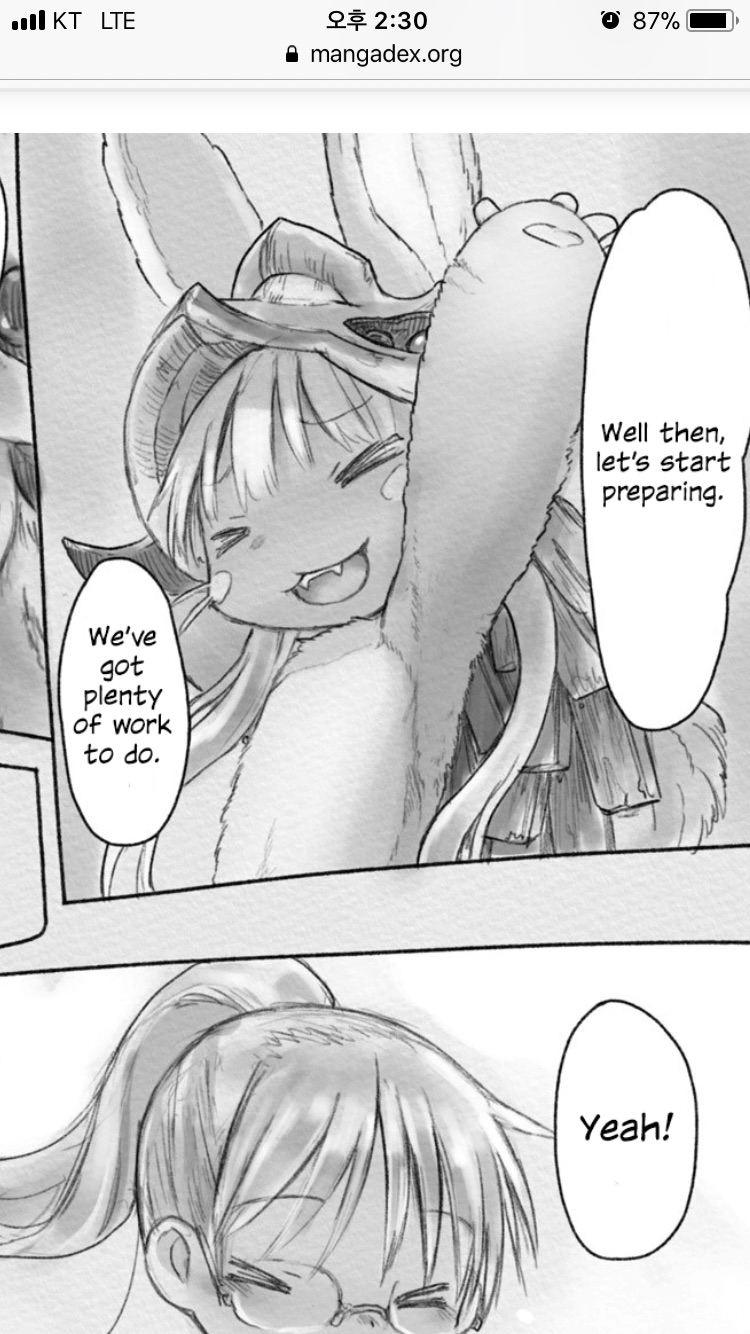 KT LTE 오후 2:30 87%
mangadex.org
Well then,
let's start
preparing.
We've
got
plenty
of work
to do.
Yeah!